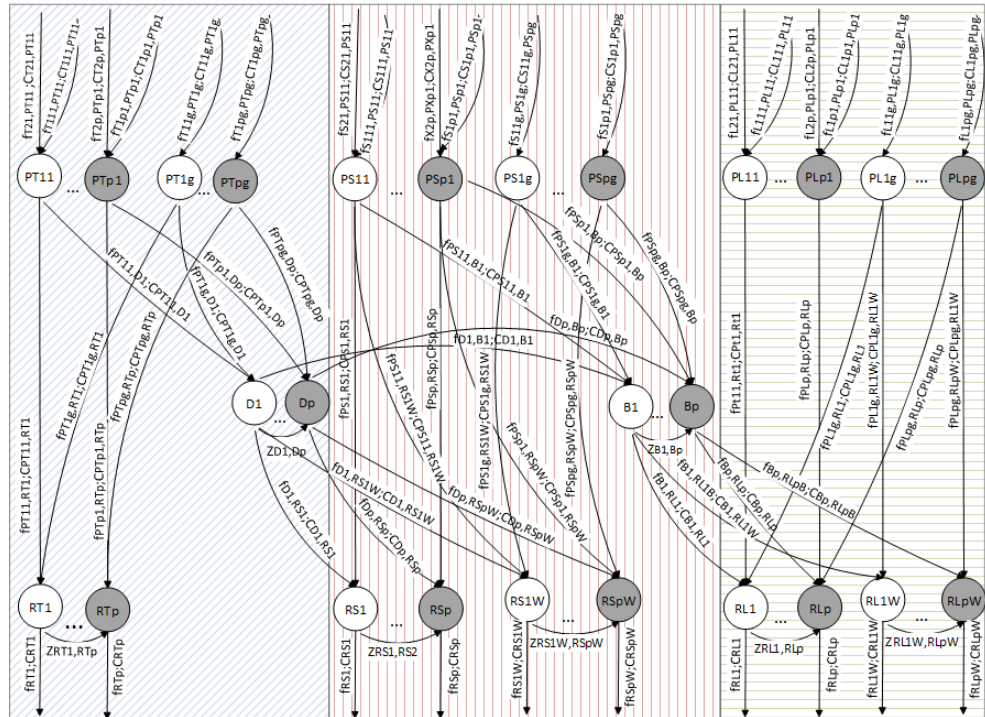 fT21,PT11;CT21,PT11
fT111,PT11;CT111,PT11-
fT2p,PTp1;CT2p,PTp1
fT1p1,PTp1;CT1p1,PTp1
fT11g,PT1g;CT11g,PT1g,
fT1pg,PTpg;CT1pg,PTpg,
fS21,PS11;CS21,PS11
fS111,PS11;CS111,PS11-
fX2p,PXp1;CX2p,PXp1
fS1p1,PSp1;CS1p1,PSp1-
fS11g,PS1g;CS11g,PSpg
fS1p1,PSpg;CS1p1,PSpg
fL21,PL11;CL21,PL11
fL111,PL11;CL111,PL11
fL2p,PLp1;CL2p,PLp1
fL1p1,PLp1;CL1p1,PLp1
fL11g,PL1g;CL11g,PL1g
fL1pg,PLpg;CL1pg,PLpg-
PT11
...
PTp1
PT1g
...
PTpg
PS11
...
PSp1
PS1g
...
PSpg
PL11
...
PLp1
PL1g
...
PLpg
fPT11,D1;CPT11,D1
fPTp1,Dp;CPTp1,Dp
fPT1g,D1;CPT1g,D1
fPTpg,Dp;CPTpg,Dp
fPT1g,RT1;CPT1g,RT1
fPTpg,RTp;CPTpg,RTp
fPS11,B1;CPS11,B1
fPSp1,Bp;CPSp1,Bp
fPS1g,B1;CPS1g,B1
fPSpg,Bp;CPSpg,Bp
fDp,Bp;CDp,Bp
fD1,B1;CD1,B1
fPS1,RS1;CPS1,RS1
fPSp,RSp;CPSp,RSp
fPS11,RS1W;CPS11,RS1W
fPS1g,RS1W;CPS1g,RS1W
fPSp1,RSpW;CPSp1,RSpW
fPSpg,RSpW;CPSpg,RSpW
fPt11,Rt1;CPt1,Rt1
fPLp,RLp;CPLp,RLp
fPL1g,RL1;CPL1g,RL1
fPL1g,RL1W;CPL1g,RL1W
fPLpg,RLp;CPLpg,RLp
fPLpg,RLpW;CPLpg,RL1W
D1
...
Dp
ZD1,Dp
B1
...
Bp
ZB1,Bp
fPT11,RT1;CPT11,RT1
fPTp1,RTp;CPTp1,RTp
fD1,RS1;CD1,RS1
fD1,RS1W;CD1,RS1W
fDp,RSp;CDp,RSp
fDp,RSpW;CDp,RSpW
fB1,RL1;CB1,RL1
fB1,RL1B;CB1,RL1W
fBp,RLp;CBp,RLp
fBp,RLpB;CBp,RLpB
RT1
...
RTp
ZRT1,RTp
RS1
...
RSp
ZRS1,RS2
RS1W
...
RSpW
ZRS1W,RSpW
RL1
...
RLp
ZRL1,RLp
RL1W
...
RLpW
ZRL1W,RLpW
fRT1;CRT1
fRTp;CRTp
fRS1;CRS1
fRSp;CRSp
fRS1W;CRS1W
fRSpW;CRSpW
fRL1;CRL1
fRLp;CRLp
fRL1W;CRL1W
fRLpW;CRLpW